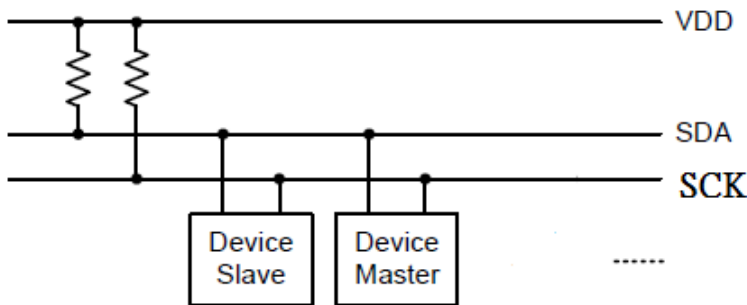 VDD
SDA
SCK
Device
Slave
Device
Master
......